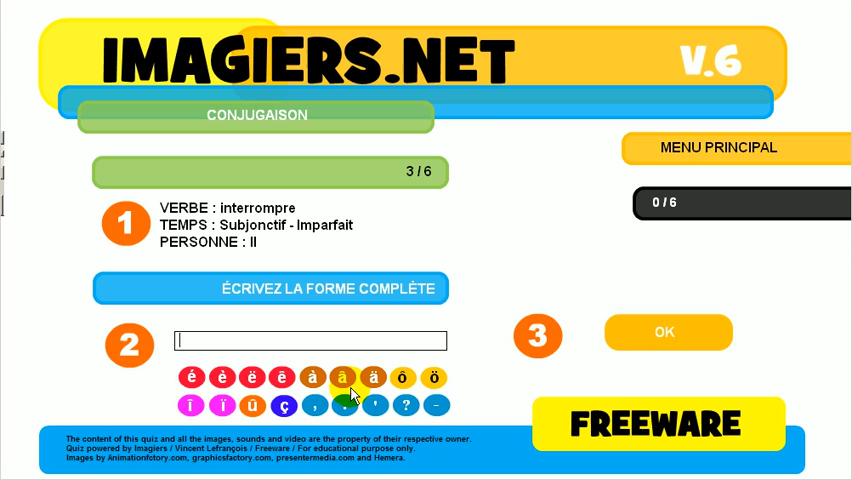 IMAGIERS.NET
V.6
CONJUGAISON
MENU PRINCIPAL
3 / 6
0 / 6
1
VERBE : interrompre
TEMPS : Subjonctif - Imparfait
PERSONNE : Il
ÉCRIVEZ LA FORME COMPLÈTE
2
3
OK
é è ë ê à â ä ô ö
î ï û ç , . ' ? -
FREEWARE
The content of this quiz and all the images, sounds and video are the property of their respective owner.
Quiz powered by Imagiers / Vincent Lefrançois / Freeware / For educational purpose only.
Images by Animationfctory.com, graphicsfactory.com, presentermedia.com and Hemera.